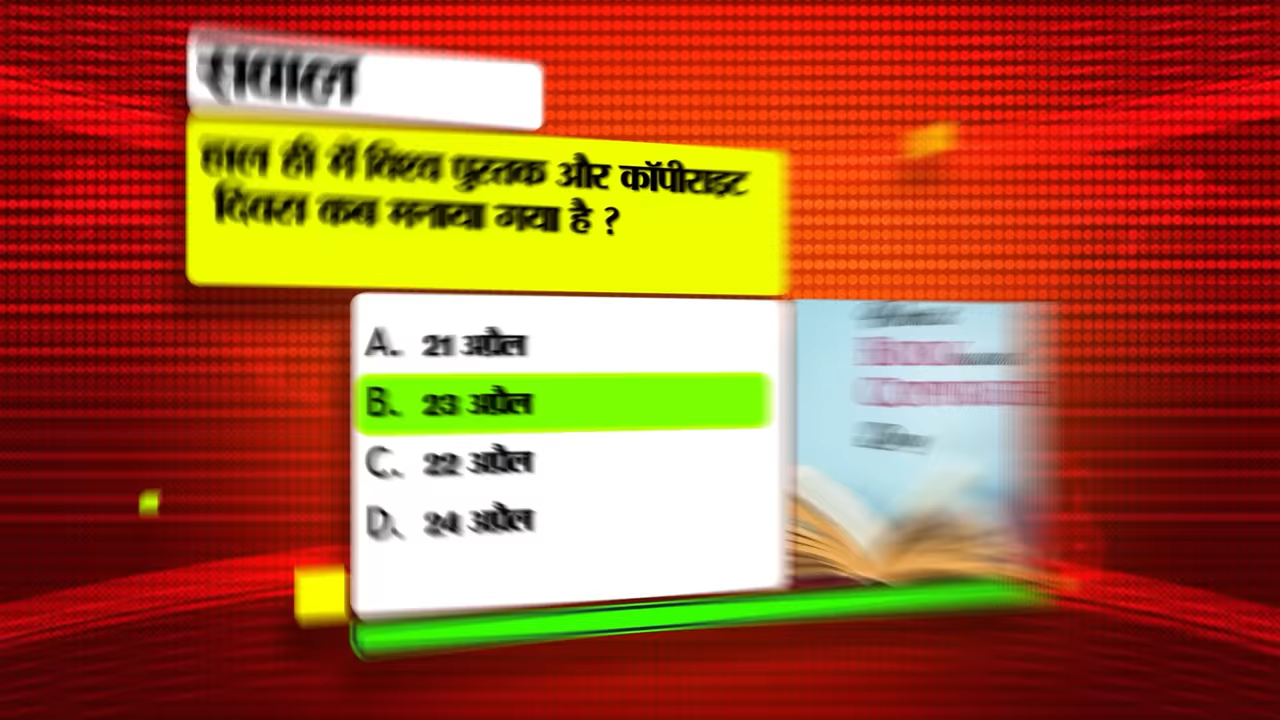 सवाल
हाल ही में विश्व पुस्तक और कॉपीराइट
दिवस कब मनाया गया है ?
A. 21 अप्रैल
B. 23 अप्रैल
C. 22 अप्रैल
D. 24 अप्रैल